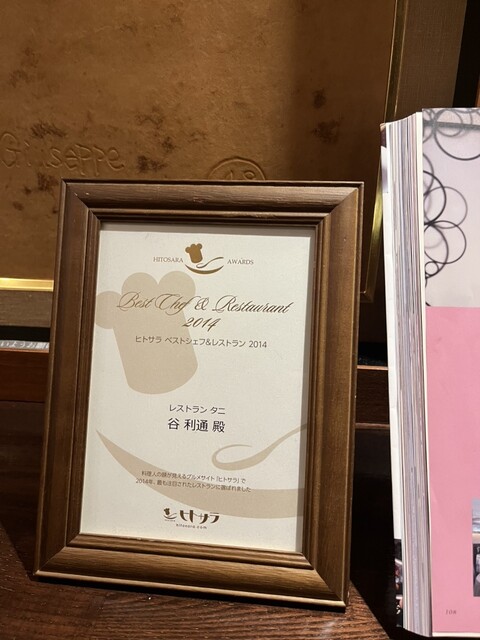 Giuseppe
HITOSARA AWARDS
Best Chef & Restaurant
2014
ヒトサラ ベストシェフ&レストラン 2014
レストラン タニ
谷 利通 殿
料理人の顔が見えるグルメサイト「ヒトサラ」で
2014年、最も注目されたレストランに選ばれました
ヒトサラ
hitosara.com
108